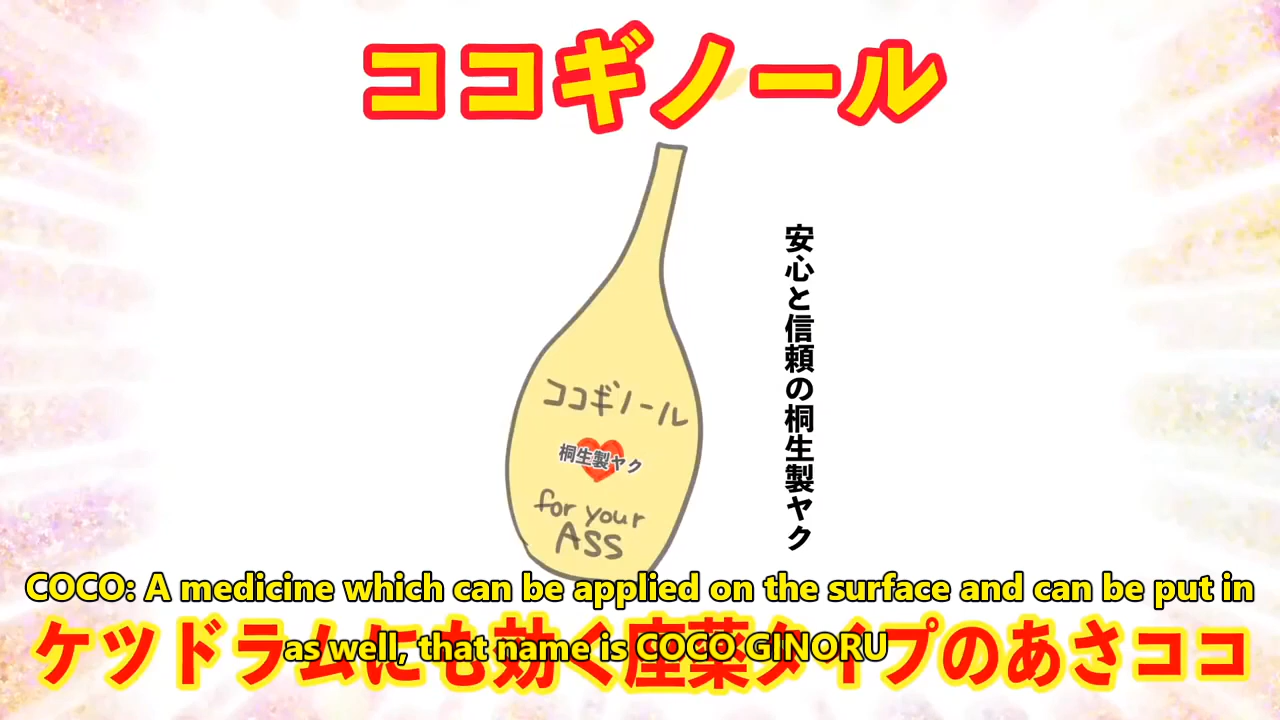 ココギノール
安心と信頼の桐生製ヤク
ココギノール
桐生製ヤク
for your
ASS
COCO: A medicine which can be applied on the surface and can be put in
as well, that name is COCO GINORU
ケツドラムにも効く座薬タイプのあさココ